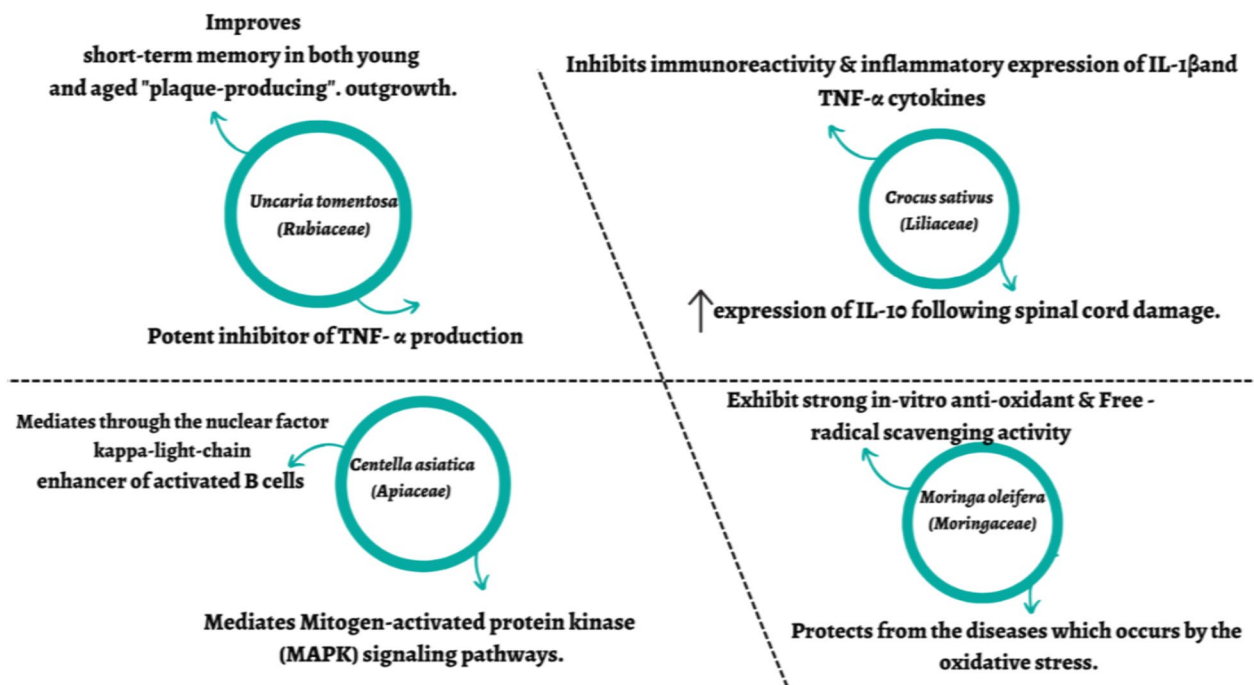 Improves
short-term memory in both young
and aged "plaque-producing". outgrowth.
Uncaria tomentosa
(Rubiaceae)
Potent inhibitor of TNF- α production
Inhibits immunoreactivity & inflammatory expression of IL-1βand
TNF-α cytokines
Crocus sativus
(Liliaceae)
↑ expression of IL-10 following spinal cord damage.
Mediates through the nuclear factor
kappa-light-chain
enhancer of activated B cells
Centella asiatica
(Apiaceae)
Mediates Mitogen-activated protein kinase
(MAPK) signaling pathways.
Exhibit strong in-vitro anti-oxidant & Free -
radical scavenging activity
Moringa oleifera
(Moringaceae)
Protects from the diseases which occurs by the
oxidative stress.